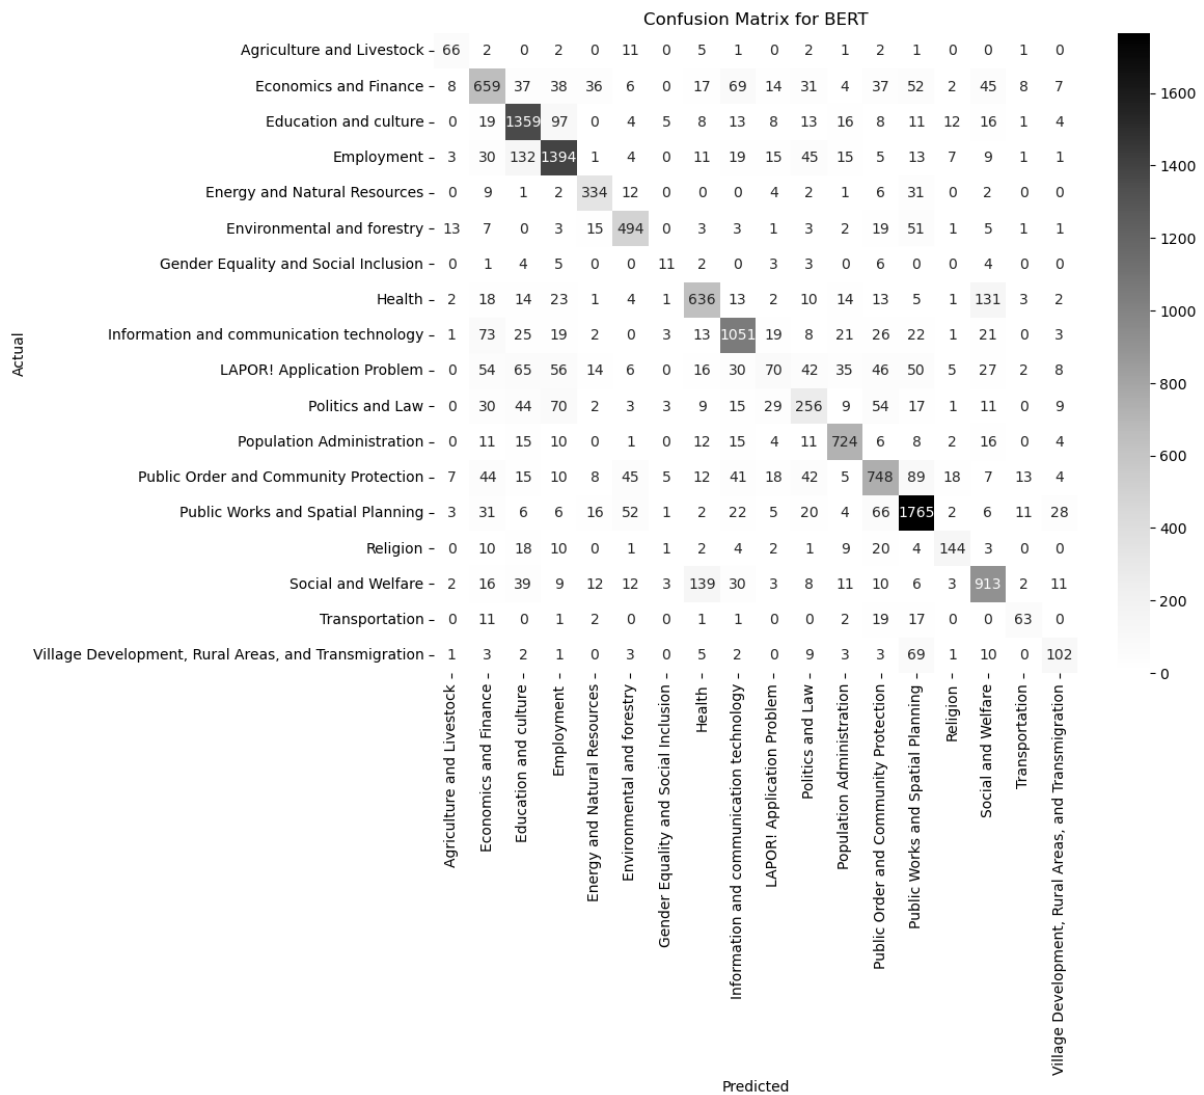 Confusion Matrix for BERT
Agriculture and Livestock 66 2 0 2 0 11 0 5 1 0 2 1 2 1 0 0 1 0
Economics and Finance 8 659 37 38 36 6 0 17 69 14 31 4 37 52 2 45 8 7
Education and culture 0 19 1359 97 0 4 5 8 13 8 13 16 8 11 12 16 1 4
Employment 3 30 132 1394 1 4 0 11 19 15 45 15 5 13 7 9 1 1
Energy and Natural Resources 0 9 1 2 334 12 0 0 0 4 2 1 6 31 0 2 0 0
Environmental and forestry 13 7 0 3 15 494 0 3 3 1 3 2 19 51 1 5 1 1
Gender Equality and Social Inclusion 0 1 4 5 0 0 11 2 0 3 3 0 6 0 0 4 0 0
Health 2 18 14 23 1 4 1 636 13 2 10 14 13 5 1 131 3 2
Information and communication technology 1 73 25 19 2 0 3 13 1051 19 8 21 26 22 1 21 0 3
LAPOR! Application Problem 0 54 65 56 14 6 0 16 30 70 42 35 46 50 5 27 2 8
Politics and Law 0 30 44 70 2 3 3 9 15 29 256 9 54 17 1 11 0 9
Population Administration 0 11 15 10 0 1 0 12 15 4 11 724 6 8 2 16 0 4
Public Order and Community Protection 7 44 15 10 8 45 5 12 41 18 42 5 748 89 18 7 13 4
Public Works and Spatial Planning 3 31 6 6 16 52 1 2 22 5 20 4 66 1765 2 6 11 28
Religion 0 10 18 10 0 1 1 2 4 2 1 9 20 4 144 3 0 0
Social and Welfare 2 16 39 9 12 12 3 139 30 3 8 11 10 6 3 913 2 11
Transportation 0 11 0 1 2 0 0 1 1 0 0 2 19 17 0 0 63 0
Village Development, Rural Areas, and Transmigration 1 3 2 1 0 3 0 5 2 0 9 3 3 69 1 10 0 102
Actual
Agriculture and Livestock
Economics and Finance
Education and culture
Employment
Energy and Natural Resources
Environmental and forestry
Gender Equality and Social Inclusion
Health
Information and communication technology
LAPOR! Application Problem
Politics and Law
Population Administration
Public Order and Community Protection
Public Works and Spatial Planning
Religion
Social and Welfare
Transportation
Village Development, Rural Areas, and Transmigration
Predicted
1600
1400
1200
1000
800
600
400
200
0